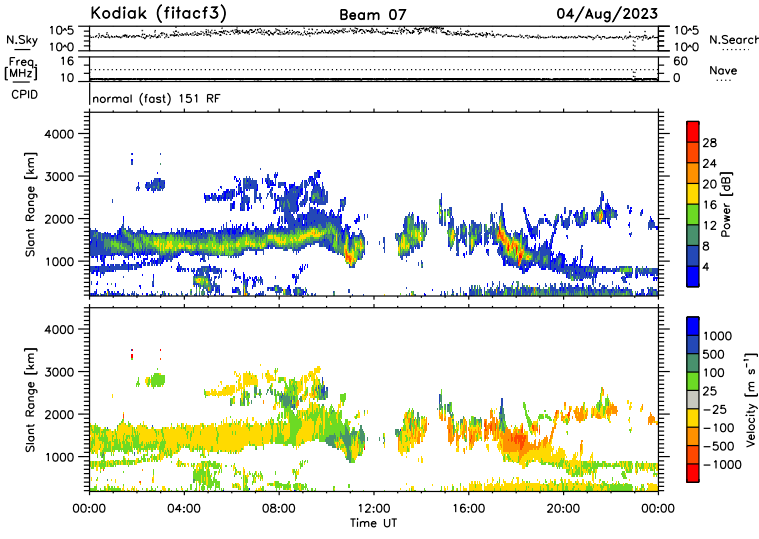 Kodiak (fitacf3) Beam 07 04/Aug/2023
N.Sky 10^5 10^0 10^5 10^0 N.Search
Freq. [MHz] 16 10 60 0 Nave
CPID normal (fast) 151 RF
Slant Range [km] 4000 3000 2000 1000
28 24 20 16 12 8 4 Power [dB]
Slant Range [km] 4000 3000 2000 1000
1000 500 100 25 −25 −100 −500 −1000 Velocity [m s⁻¹]
00:00 04:00 08:00 12:00 16:00 20:00 00:00
Time UT